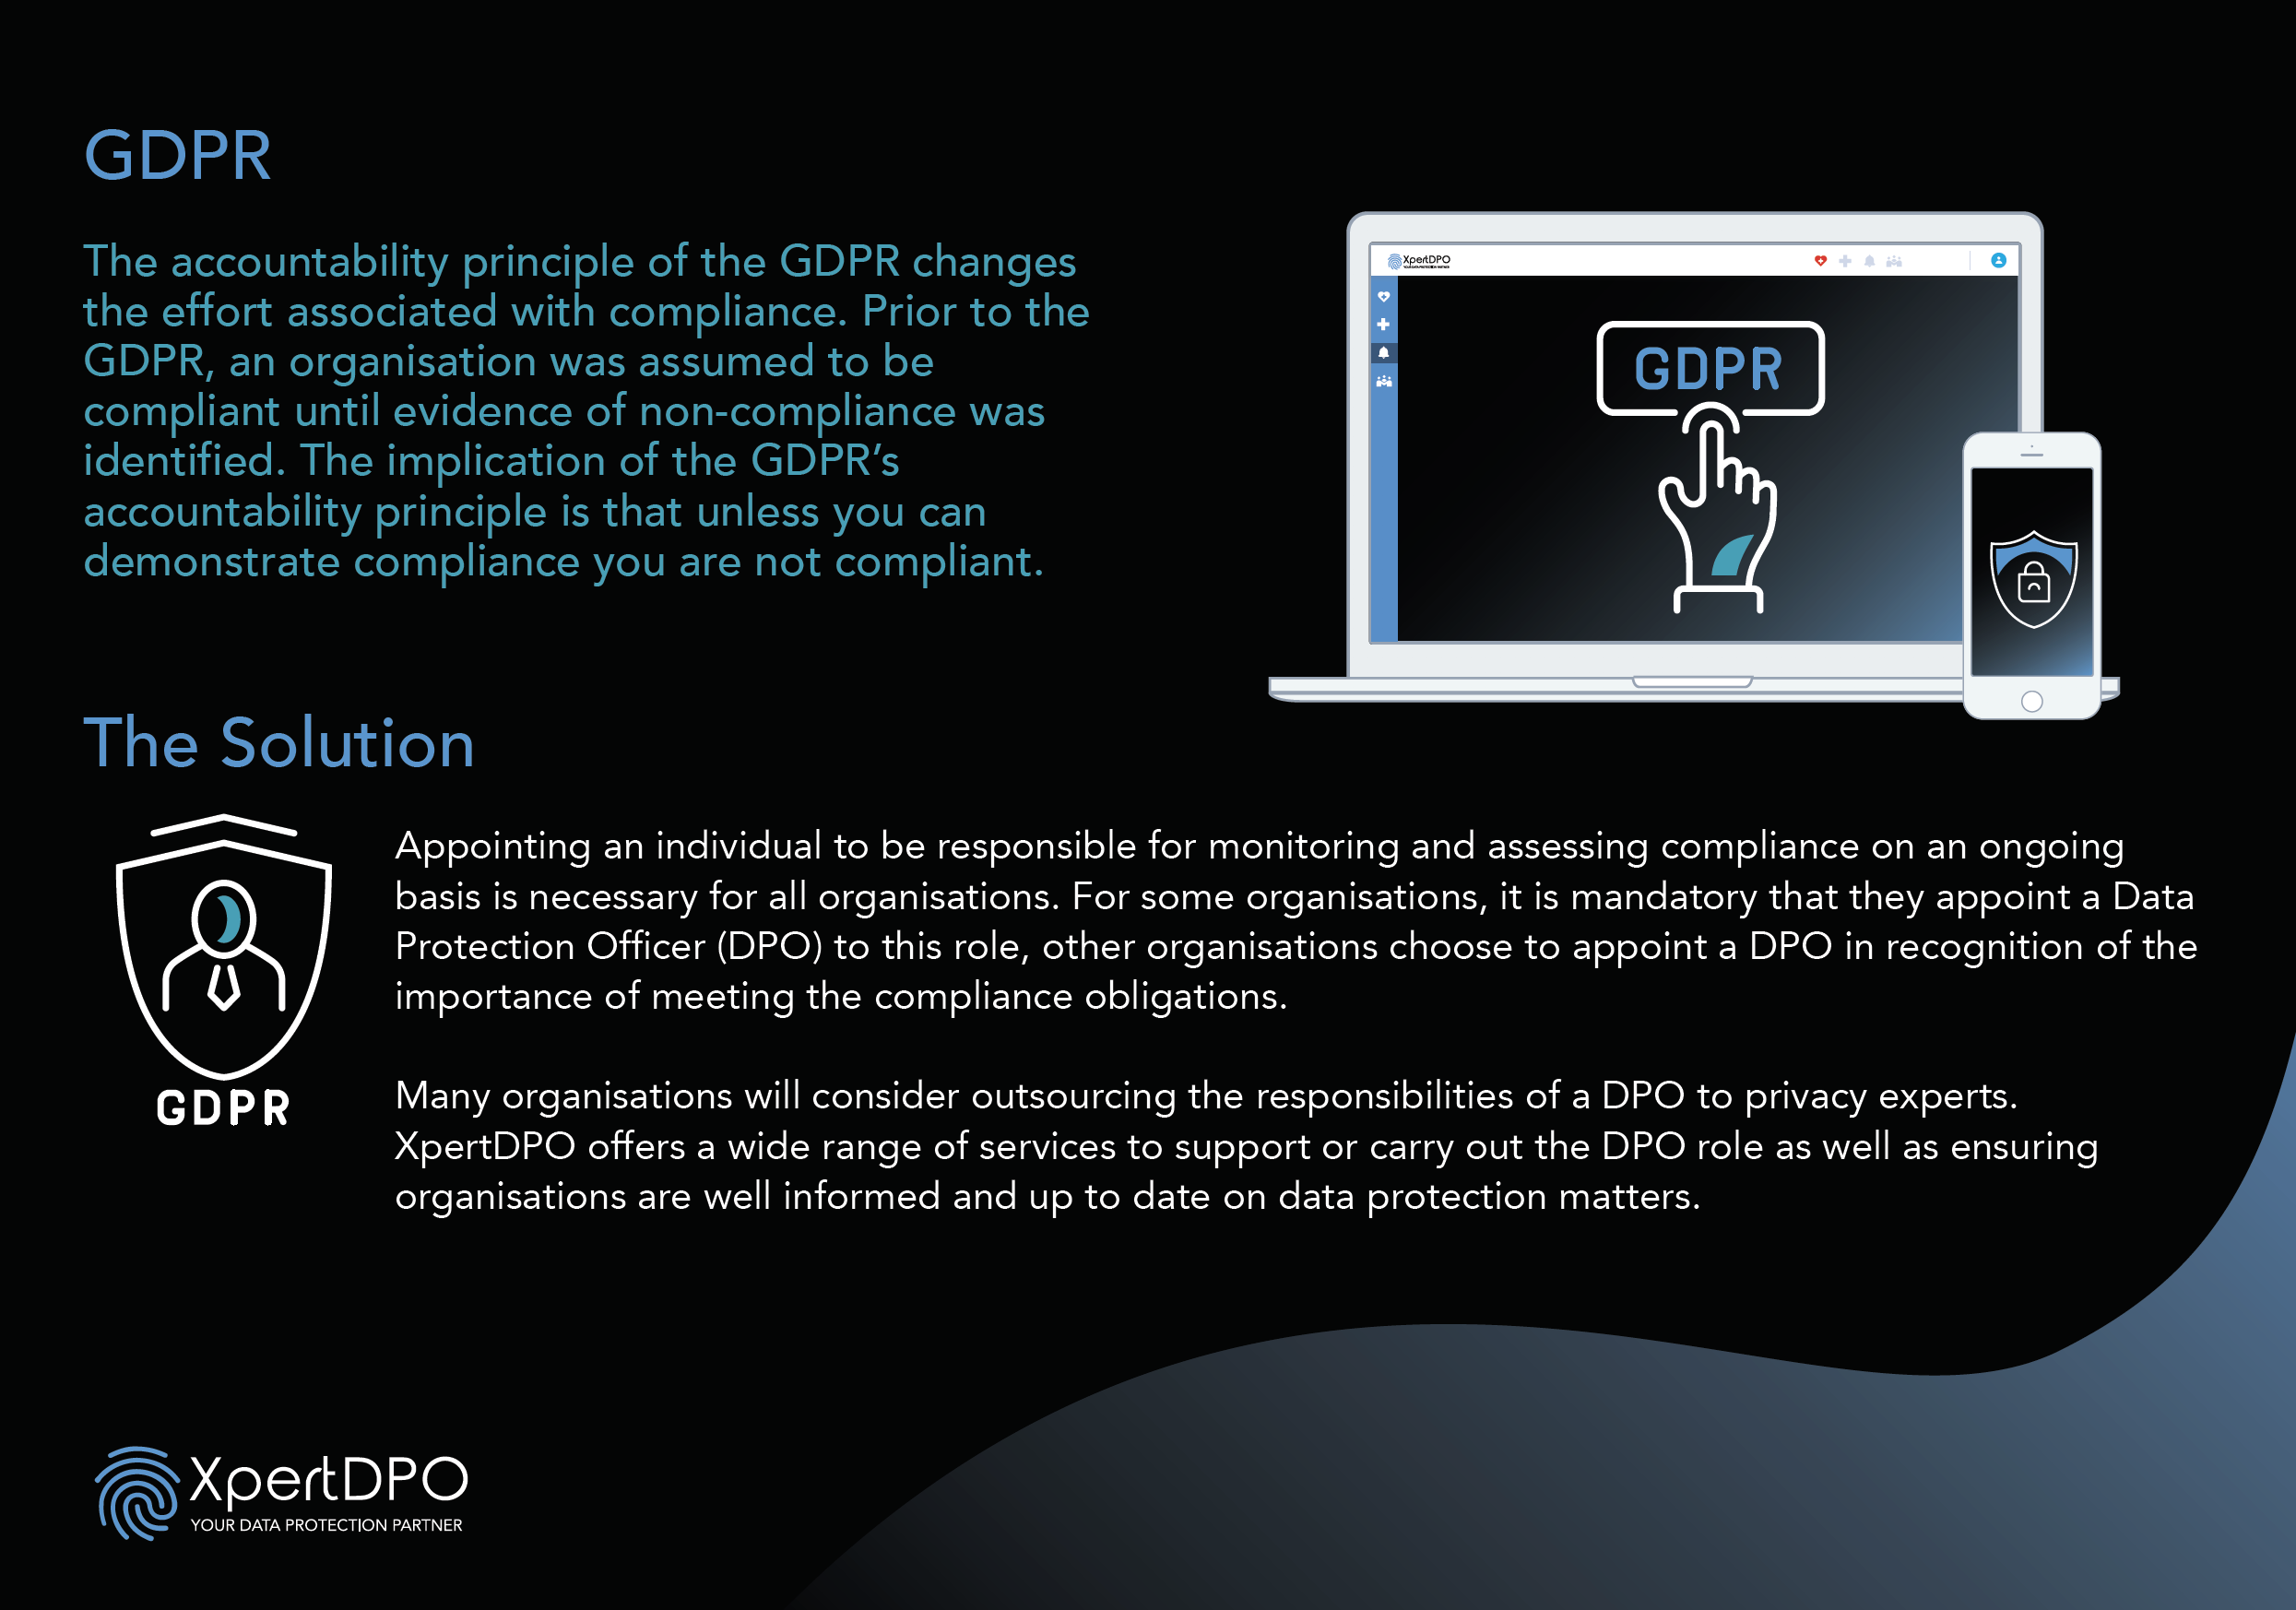 GDPR
The accountability principle of the GDPR changes
the effort associated with compliance. Prior to the
GDPR, an organisation was assumed to be
compliant until evidence of non-compliance was
identified. The implication of the GDPR’s
accountability principle is that unless you can
demonstrate compliance you are not compliant.
XpertDPO
YOUR DATA PROTECTION PARTNER
GDPR
The Solution
GDPR
Appointing an individual to be responsible for monitoring and assessing compliance on an ongoing
basis is necessary for all organisations. For some organisations, it is mandatory that they appoint a Data
Protection Officer (DPO) to this role, other organisations choose to appoint a DPO in recognition of the
importance of meeting the compliance obligations.
Many organisations will consider outsourcing the responsibilities of a DPO to privacy experts.
XpertDPO offers a wide range of services to support or carry out the DPO role as well as ensuring
organisations are well informed and up to date on data protection matters.
XpertDPO
YOUR DATA PROTECTION PARTNER